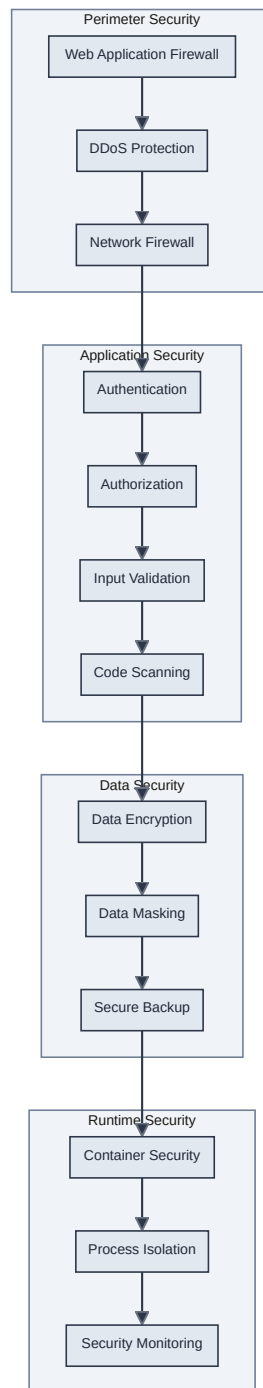 Perimeter Security
Web Application Firewall
DDoS Protection
Network Firewall
Application Security
Authentication
Authorization
Input Validation
Code Scanning
Data Security
Data Encryption
Data Masking
Secure Backup
Runtime Security
Container Security
Process Isolation
Security Monitoring